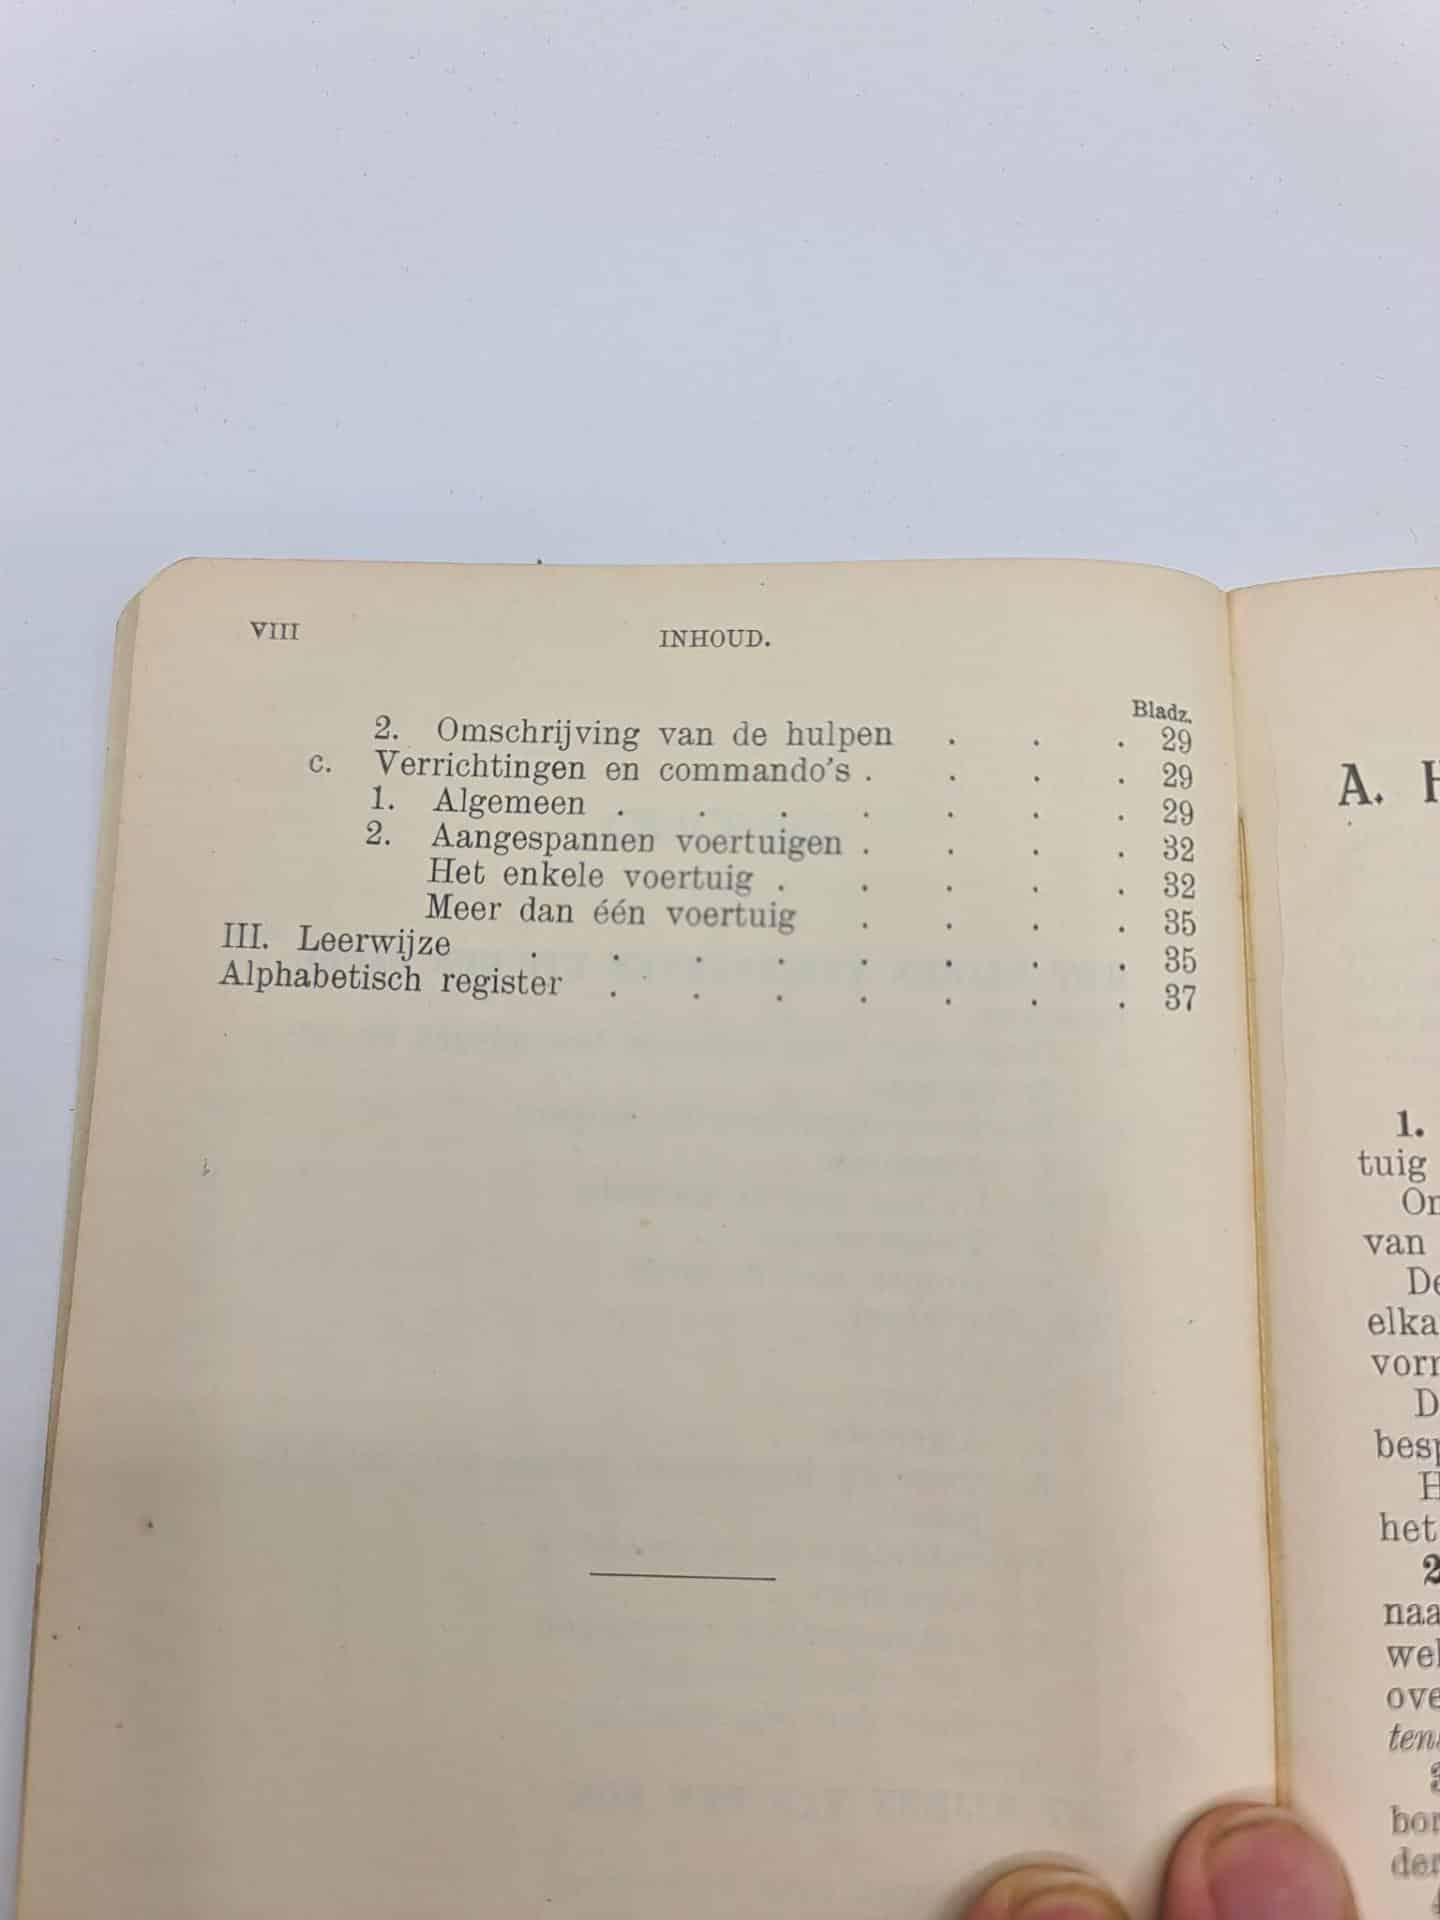 VIII INHOUD.
Bladz.
2. Omschrijving van de hulpen . . . 29
c. Verrichtingen en commando's . . . . 29
1. Algemeen . . . . . . . 29
2. Aangespannen voertuigen . . . . 32
Het enkele voertuig . . . . . 32
Meer dan één voertuig . . . . 35
III. Leerwijze . . . . . . . . 35
Alphabetisch register . . . . . . . 37
A.
1.
tuig
van
het